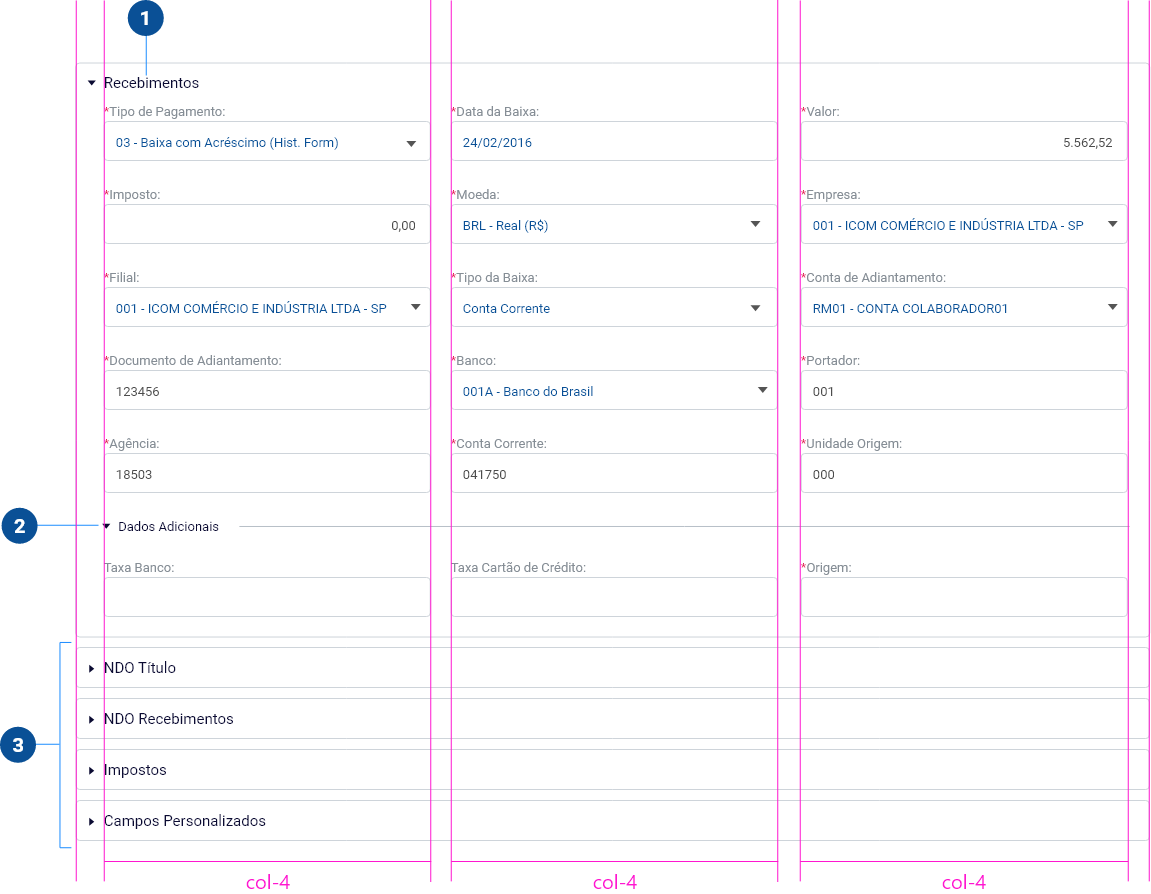 1
Recebimentos
*Tipo de Pagamento: *Data da Baixa: *Valor:
03 - Baixa com Acréscimo (Hist. Form) 24/02/2016 5.562,52
*Imposto: *Moeda: *Empresa:
0,00 BRL - Real (R$) 001 - ICOM COMÉRCIO E INDÚSTRIA LTDA - SP
*Filial: *Tipo da Baixa: *Conta de Adiantamento:
001 - ICOM COMÉRCIO E INDÚSTRIA LTDA - SP Conta Corrente RM01 - CONTA COLABORADOR01
*Documento de Adiantamento: *Banco: *Portador:
123456 001A - Banco do Brasil 001
*Agência: *Conta Corrente: *Unidade Origem:
18503 041750 000
2 Dados Adicionais
Taxa Banco: Taxa Cartão de Crédito: *Origem:
NDO Título
NDO Recebimentos
3
Impostos
Campos Personalizados
col-4 col-4 col-4